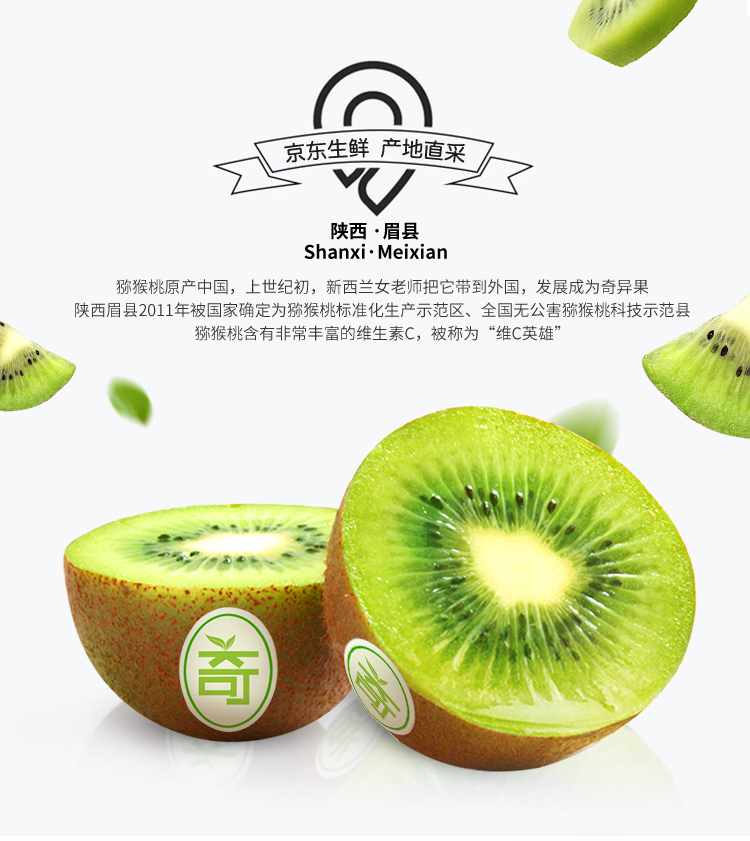 京东生鲜 产地直采
陕西·眉县
Shanxi·Meixian
猕猴桃原产中国，上世纪初，新西兰女老师把它带到外国，发展成为奇异果
陕西眉县2011年被国家确定为猕猴桃标准化生产示范区、全国无公害猕猴桃科技示范县
猕猴桃含有非常丰富的维生素C，被称为“维C英雄”
奇
奇